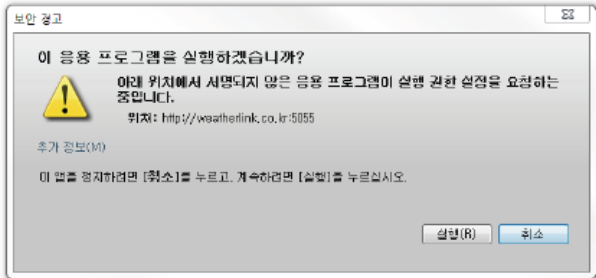 보안 경고
이 응용 프로그램을 실행하겠습니까?
아래 위치에서 서명되지 않은 응용 프로그램이 실행 권한 설정을 요청하는
중입니다.
위치: http://weatherlink.co.kr:5055
추가 정보(M)
이 앱을 정지하려면 [취소]를 누르고, 계속하려면 [실행]를 누르십시오.
실행(R) 취소